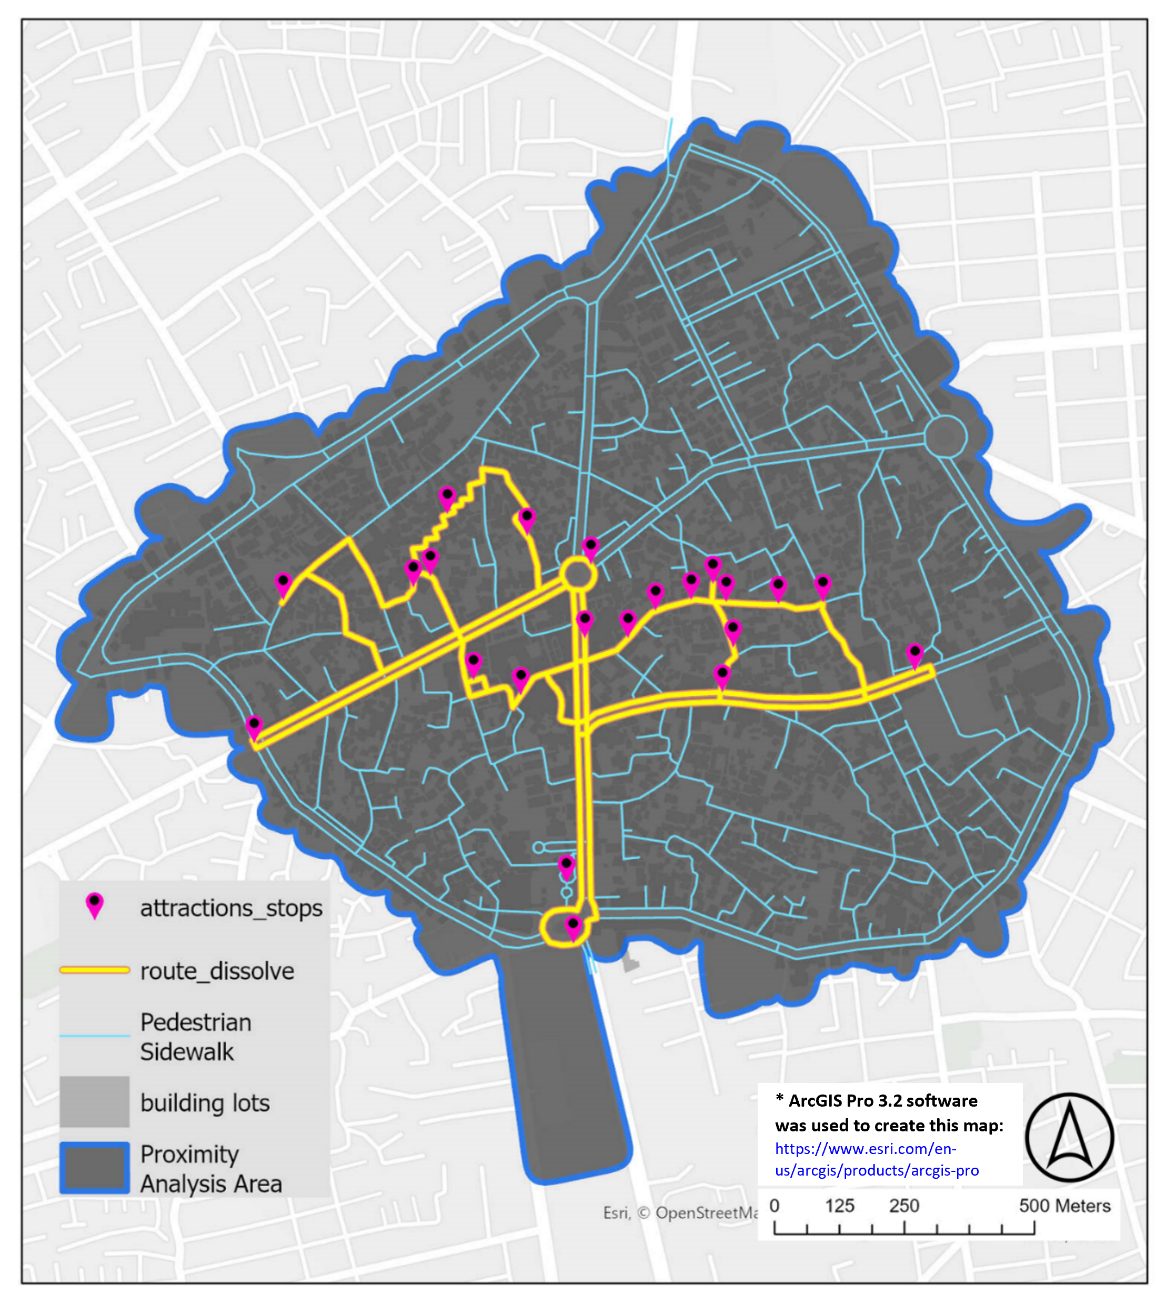 attractions_stops
route_dissolve
Pedestrian
Sidewalk
building lots
Proximity
Analysis Area
* ArcGIS Pro 3.2 software
was used to create this map:
https://www.esri.com/en-
us/arcgis/products/arcgis-pro
0 125 250 500 Meters
Esri, © OpenStreetMa